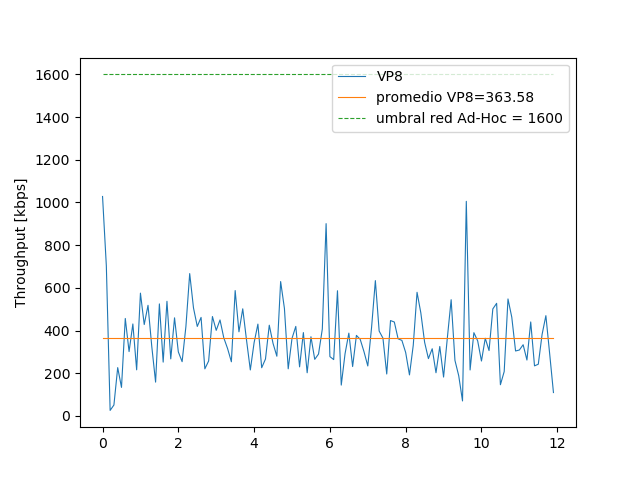 VP8
promedio VP8=363.58
umbral red Ad-Hoc = 1600
Throughput [kbps]
1600
1400
1200
1000
800
600
400
200
0
0 2 4 6 8 10 12